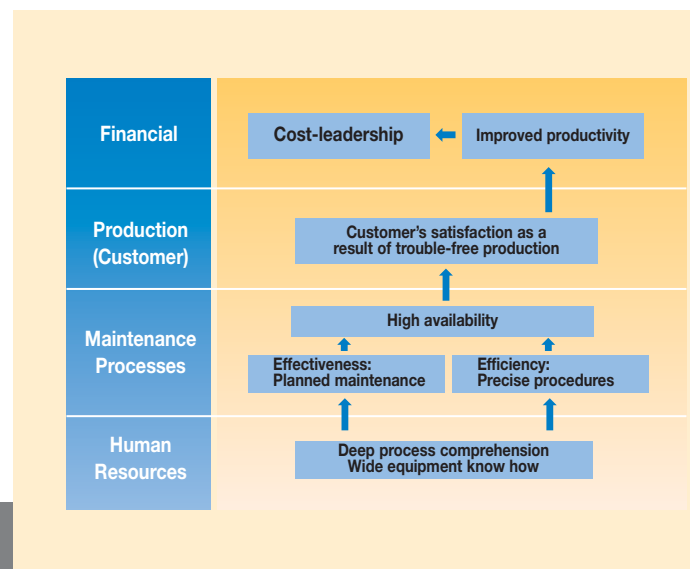 Financial
Cost-leadership
Improved productivity
Production
(Customer)
Customer's satisfaction as a
result of trouble-free production
Maintenance
Processes
High availability
Effectiveness:
Planned maintenance
Efficiency:
Precise procedures
Human
Resources
Deep process comprehension
Wide equipment know how